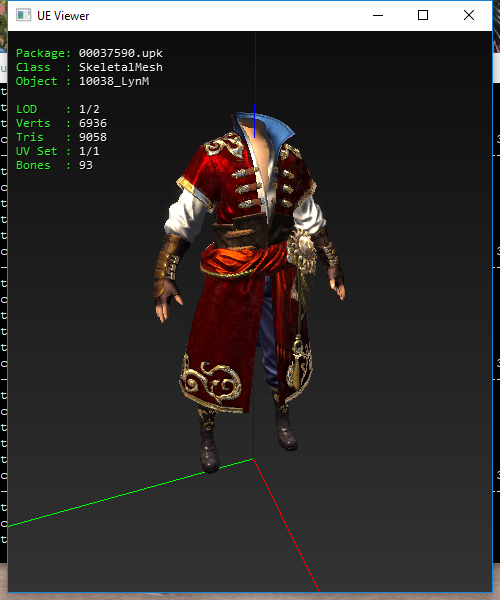 UE Viewer
Package: 00037590.upk
Class : SkeletalMesh
Object : 10038_LynM
LOD : 1/2
Verts : 6936
Tris : 9058
UV Set : 1/1
Bones : 93